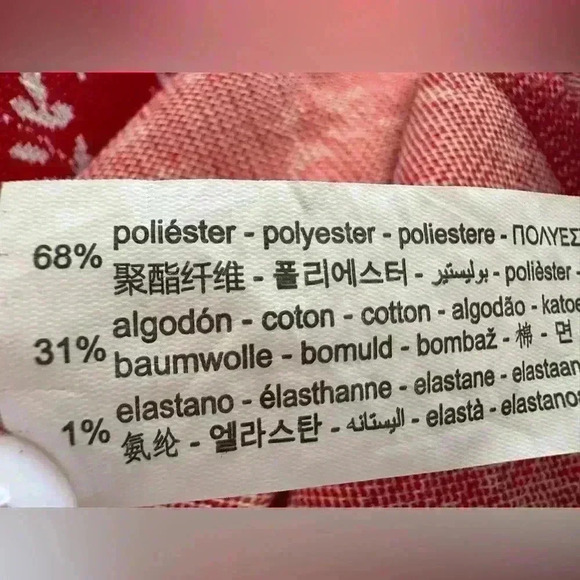 68% poliéster - polyester - poliestere - ΠΟΛΥΕΣ
聚酯纤维 - 폴리에스터 - بوليستير - polièster -
31% algodón - coton - cotton - algodão - katoe
baumwolle - bomuld - bombaž - 棉 - 면
1% elastano - élasthanne - elastane - elastaan
氨纶 - 엘라스탄 - اليستانه - elastà - elastanos